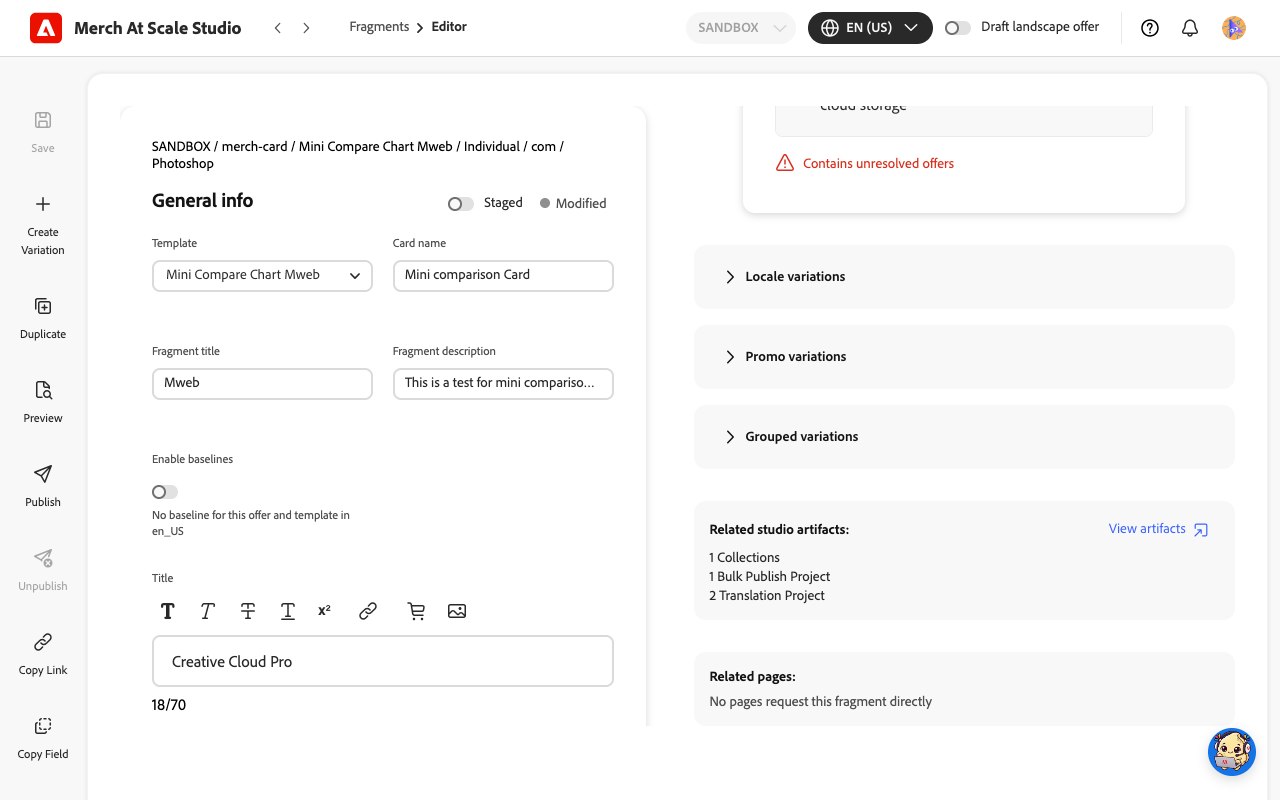 Merch At Scale Studio
Fragments
Editor
SANDBOX
EN (US)
Draft landscape offer
Save
Create
Variation
Duplicate
Preview
Publish
Unpublish
Copy Link
Copy Field
SANDBOX / merch-card / Mini Compare Chart Mweb / Individual / com /
Photoshop
General info
Staged
Modified
Template
Card name
Mini Compare Chart Mweb
Mini comparison Card
Fragment title
Fragment description
Mweb
This is a test for mini compariso...
Enable baselines
No baseline for this offer and template in
en_US
Title
T T T T x²
Creative Cloud Pro
18/70
cloud storage
Contains unresolved offers
Locale variations
Promo variations
Grouped variations
Related studio artifacts:
View artifacts
1 Collections
1 Bulk Publish Project
2 Translation Project
Related pages:
No pages request this fragment directly